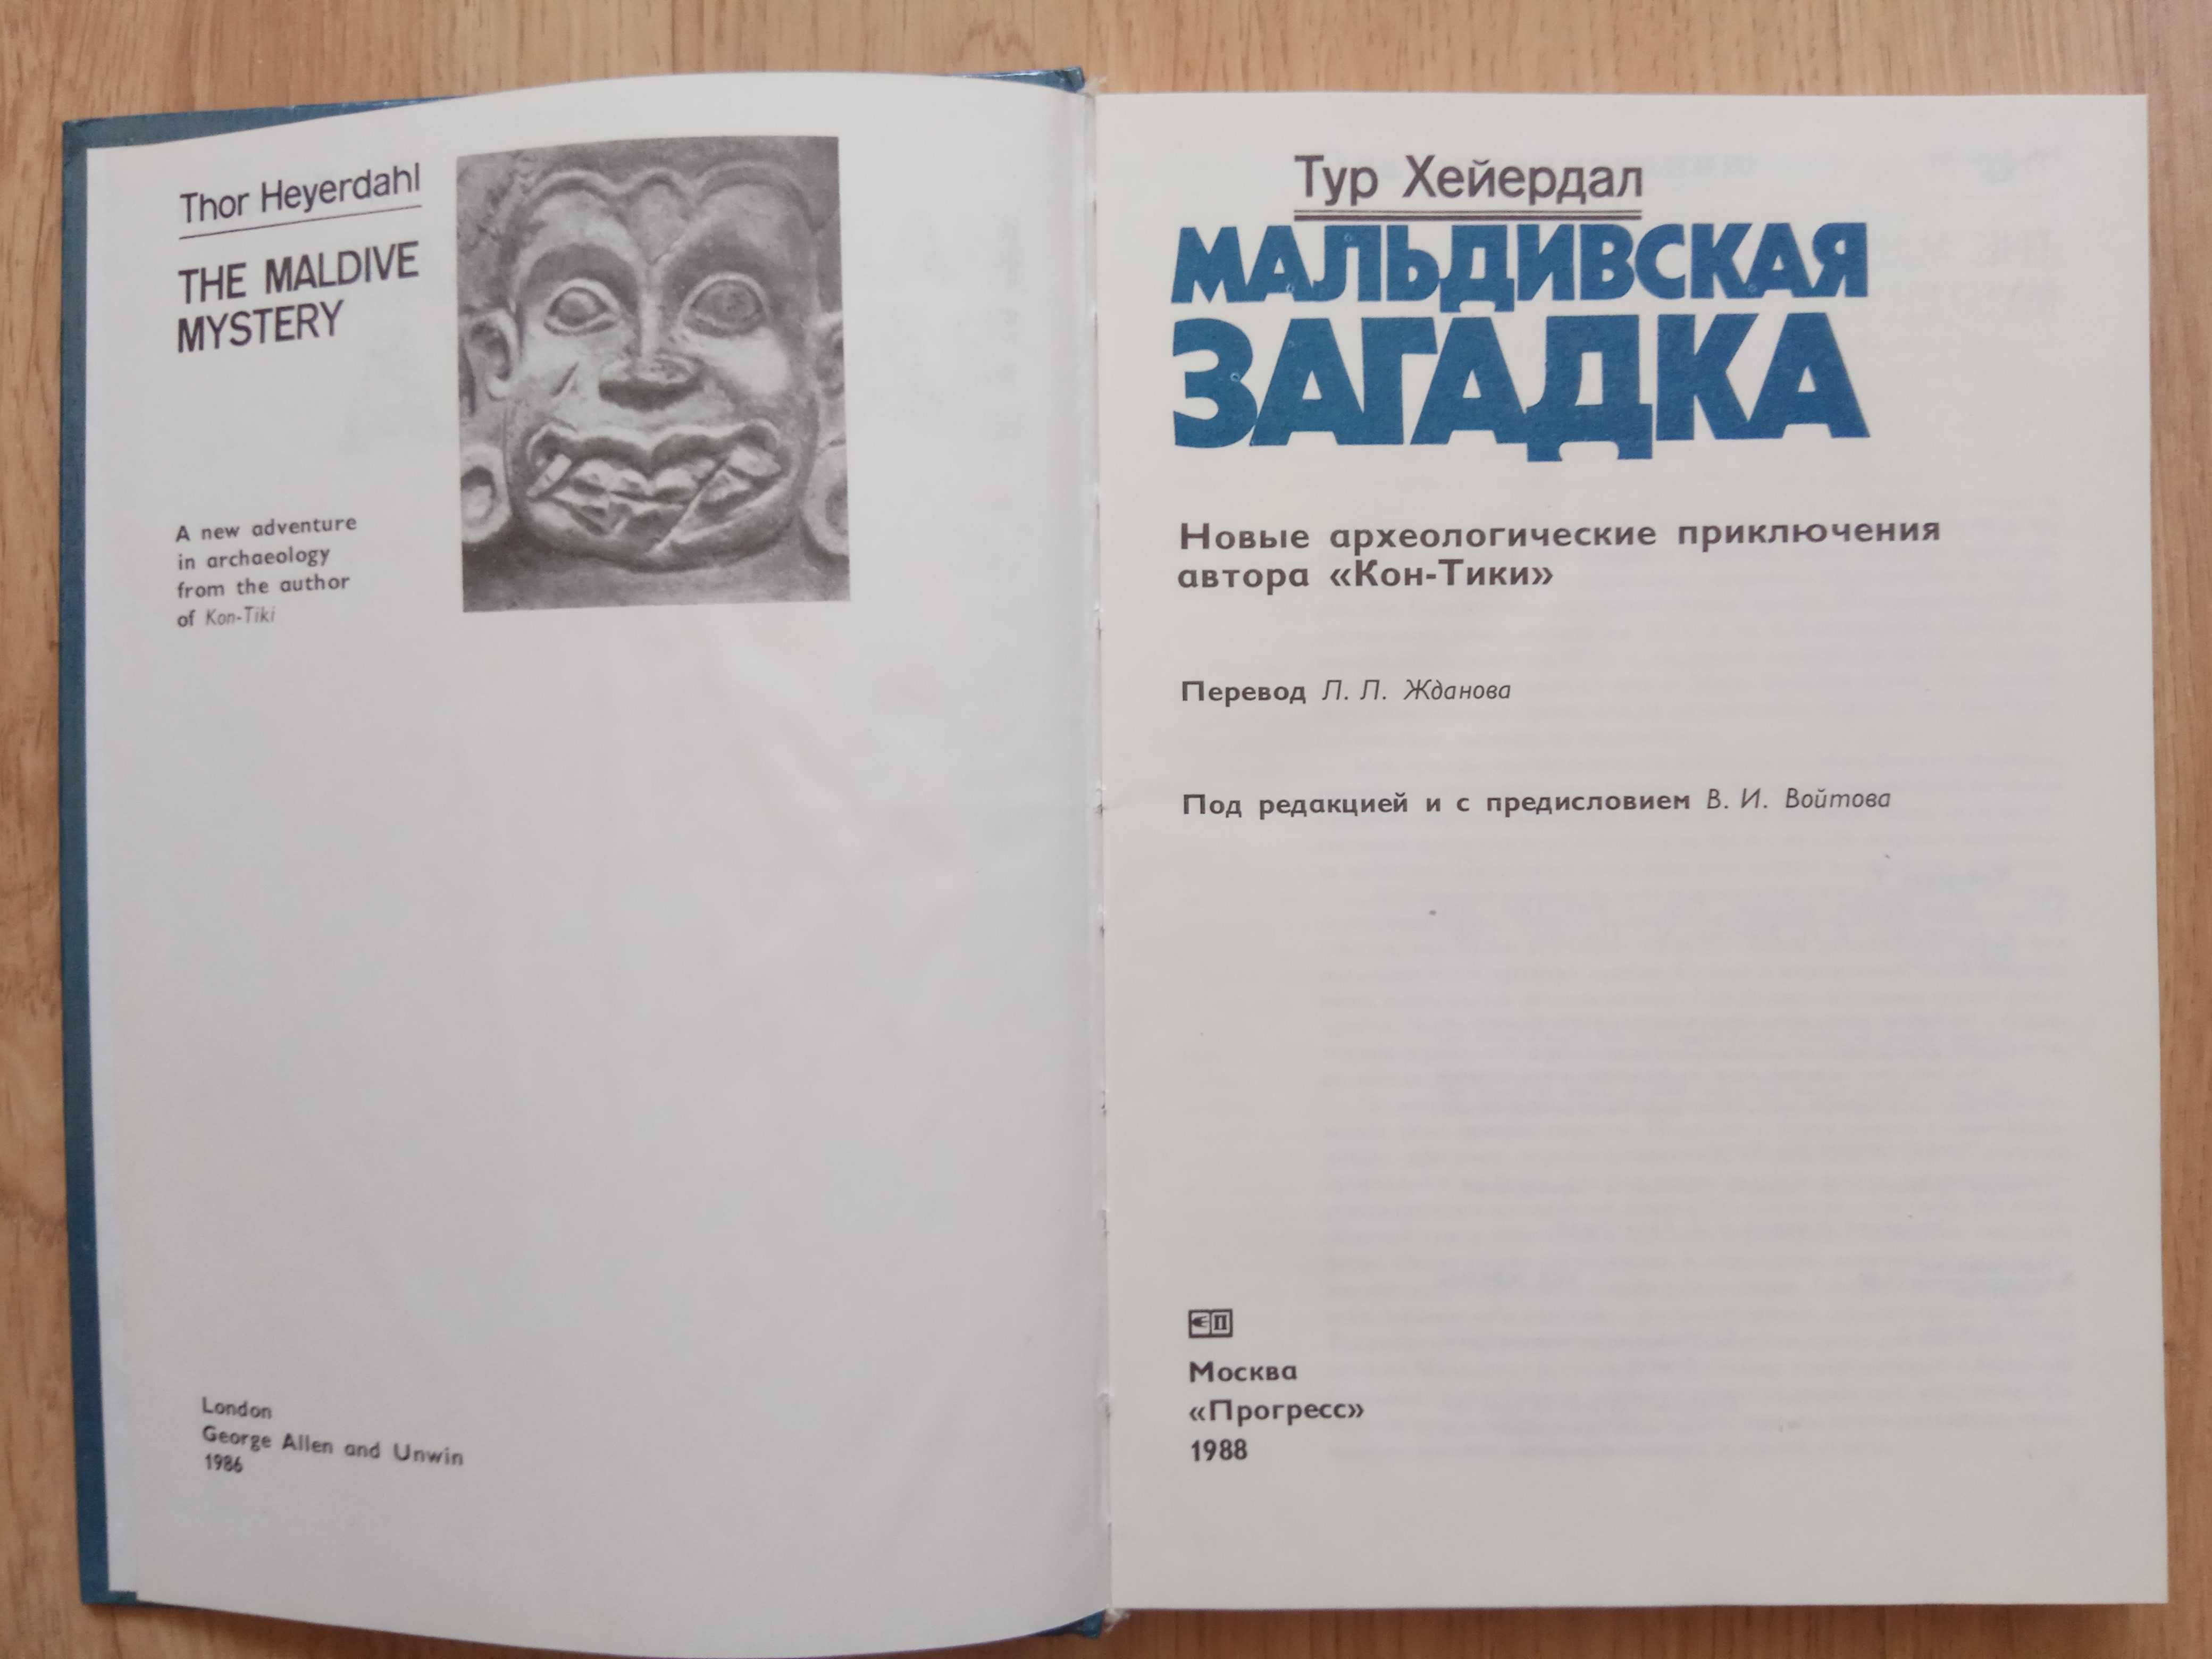 Thor Heyerdahl
THE MALDIVE
MYSTERY
A new adventure
in archaeology
from the author
of Kon-Tiki
London
George Allen and Unwin
1986
Тур Хейердал
МАЛЬДИВСКАЯ
ЗАГАДКА
Новые археологические приключения
автора «Кон-Тики»
Перевод Л. Л. Жданова
Под редакцией и с предисловием В. И. Войтова
П
Москва
«Прогресс»
1988